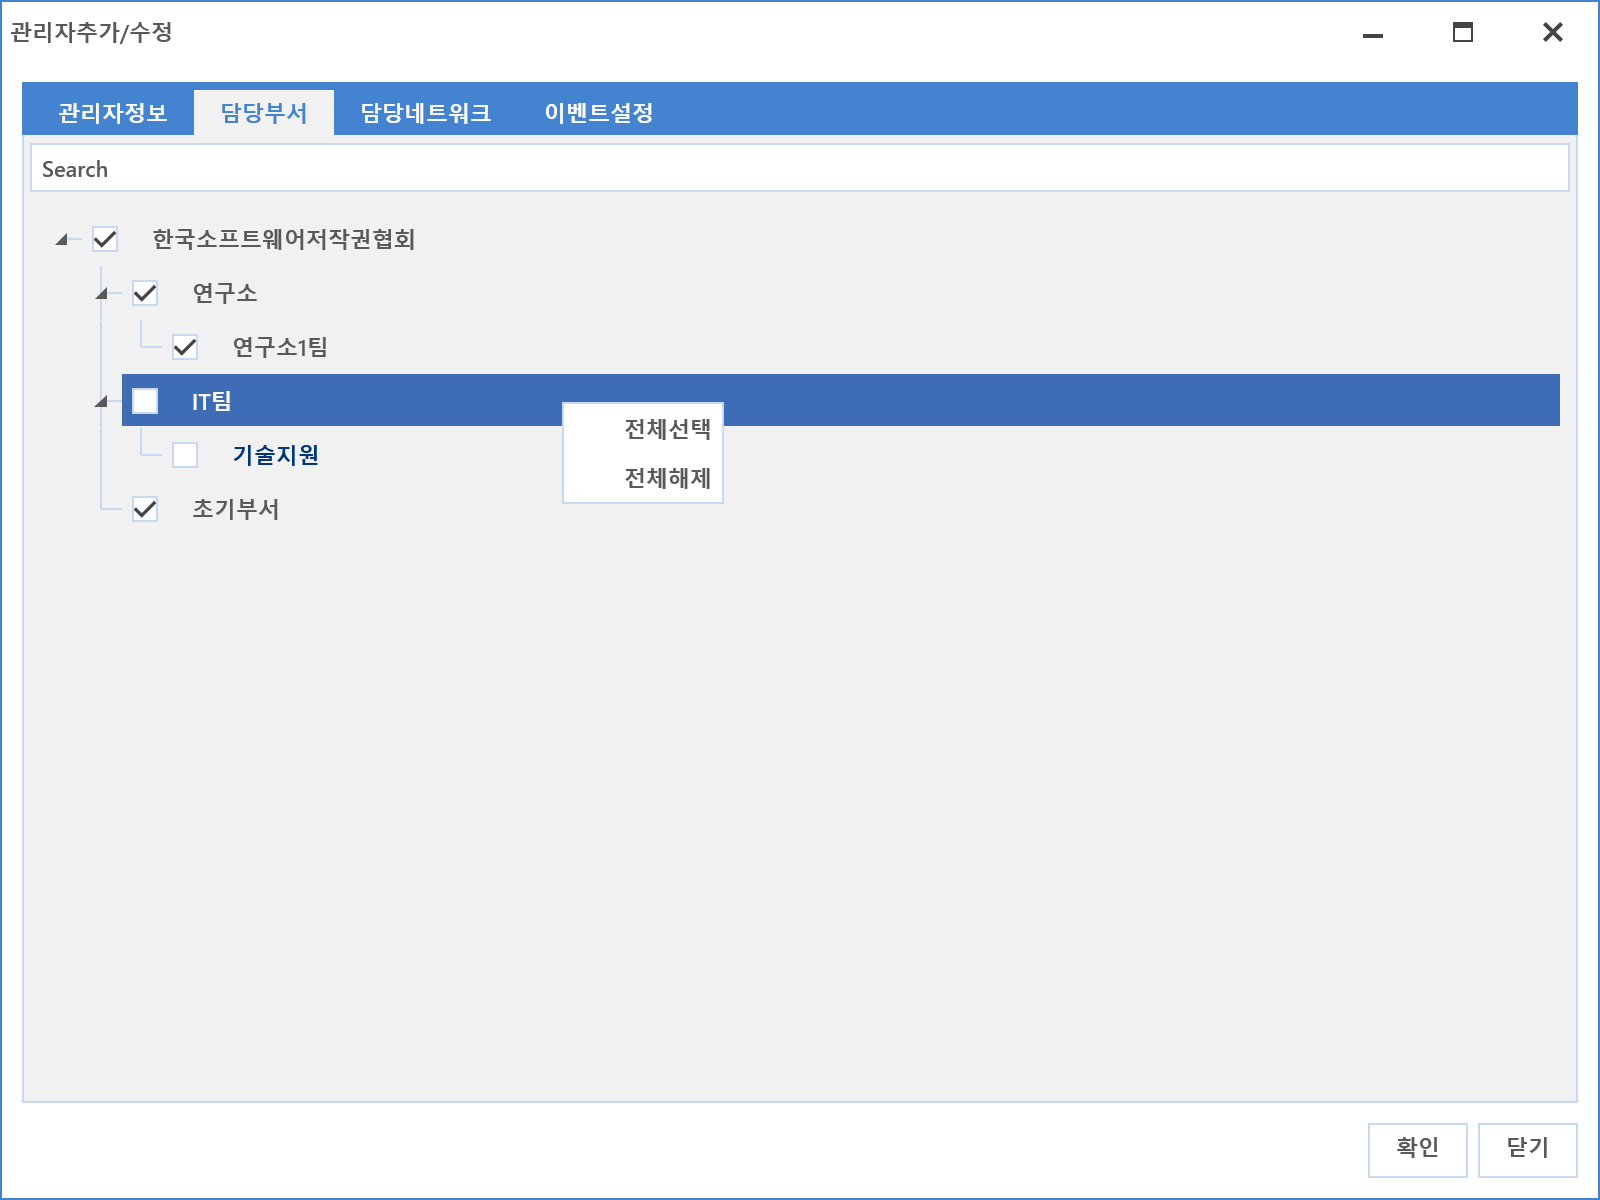 관리자추가/수정
관리자정보 담당부서 담당네트워크 이벤트설정
Search
한국소프트웨어저작권협회
연구소
연구소1팀
IT팀
전체선택
기술지원
전체해제
초기부서
확인 닫기